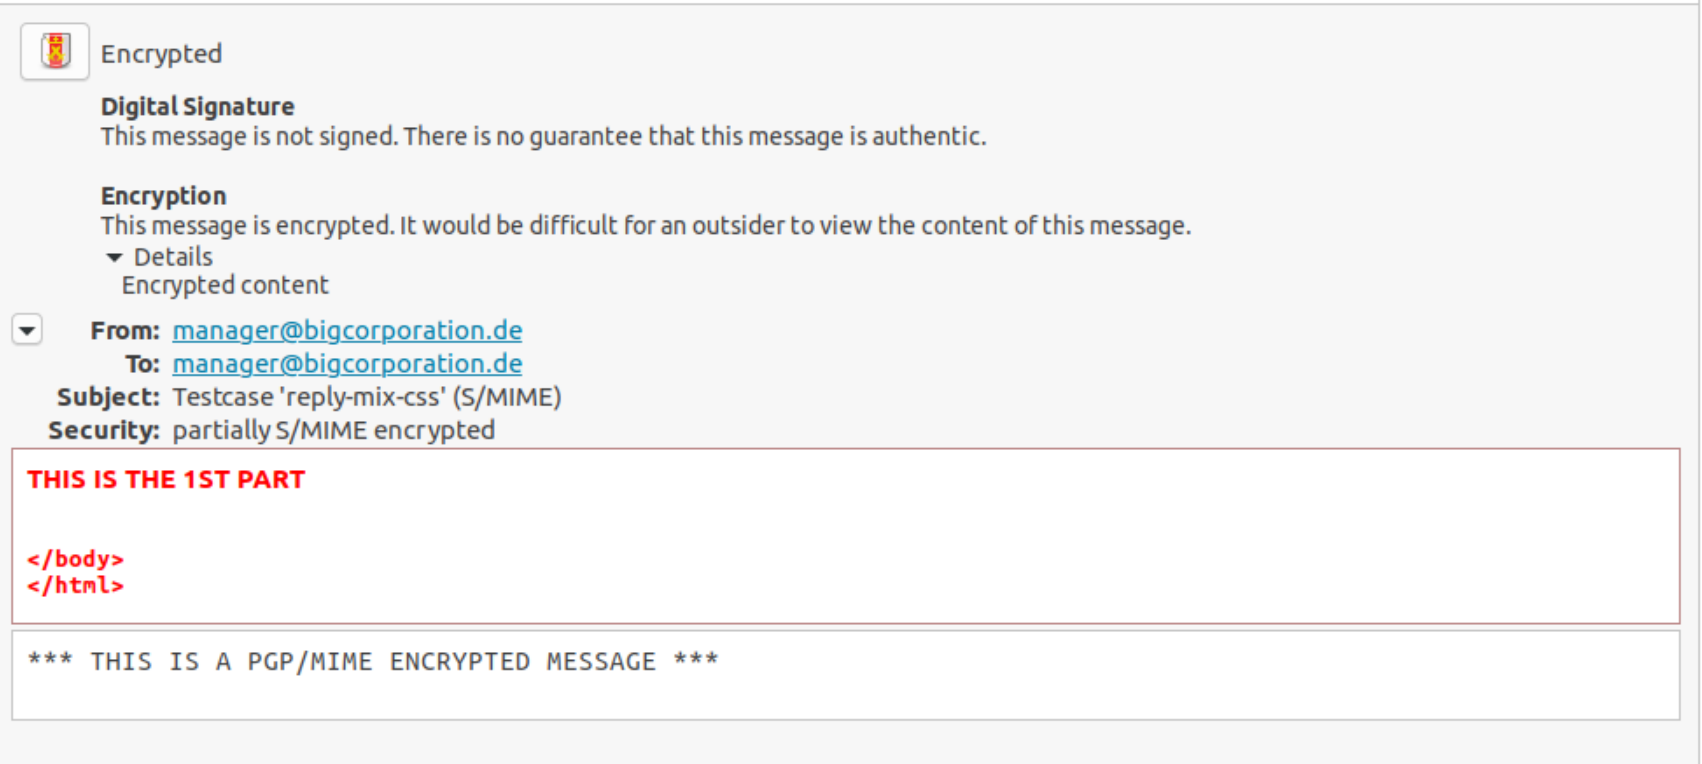 Encrypted
Digital Signature
This message is not signed. There is no guarantee that this message is authentic.
Encryption
This message is encrypted. It would be difficult for an outsider to view the content of this message.
Details
Encrypted content
From: manager@bigcorporation.de
To: manager@bigcorporation.de
Subject: Testcase 'reply-mix-css' (S/MIME)
Security: partially S/MIME encrypted
THIS IS THE 1ST PART
</body>
</html>
*** THIS IS A PGP/MIME ENCRYPTED MESSAGE ***